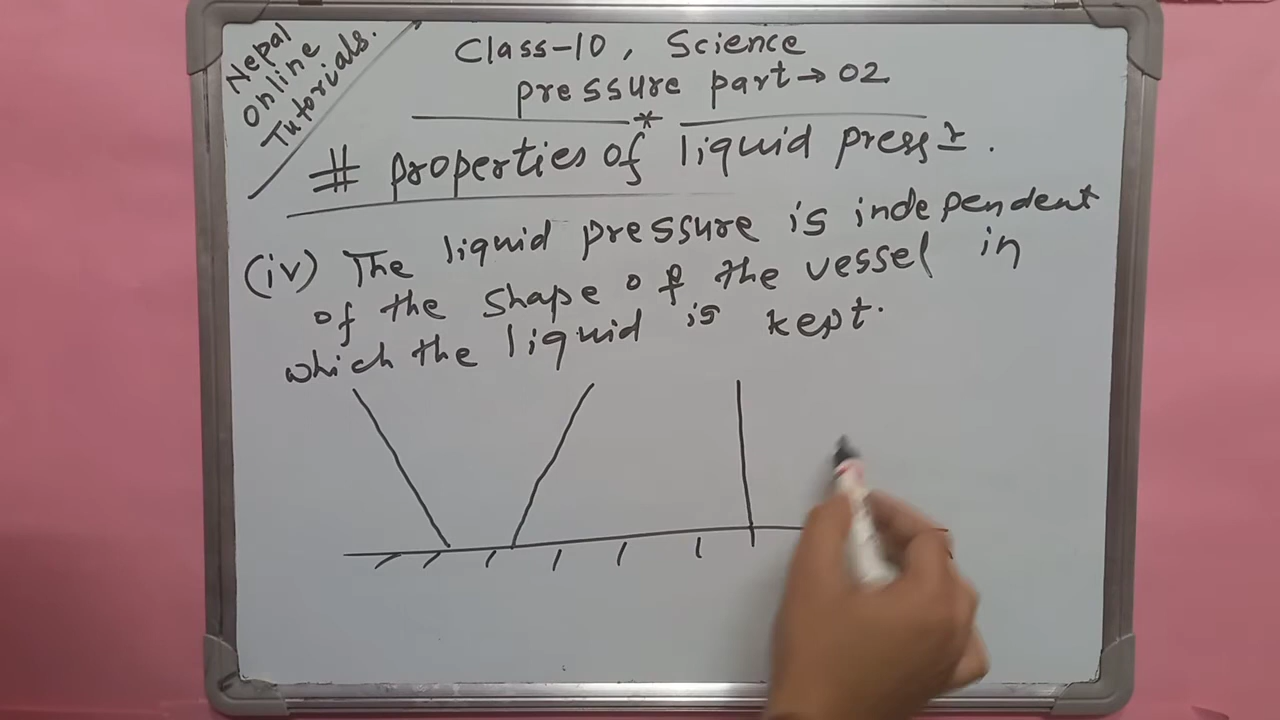 Nepal
Online
Tutorials.
Class-10, Science
pressure part → 02
*
# properties of liquid press r.
(iv) The liquid pressure is independent
of the shape of the vessel in
which the liquid is kept.